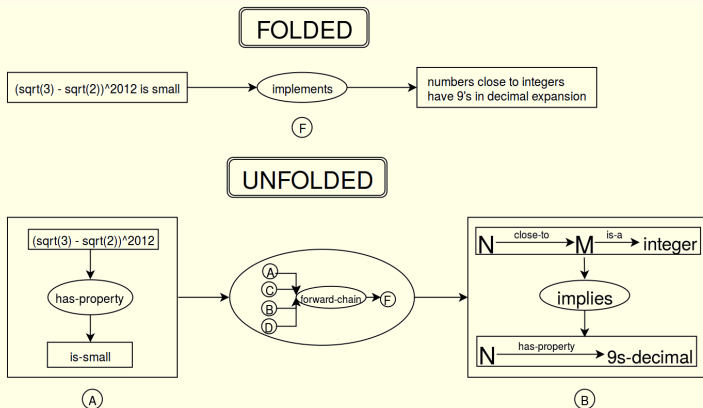 FOLDED
(sqrt(3) - sqrt(2))^2012 is small
implements
numbers close to integers
have 9's in decimal expansion
F
UNFOLDED
(sqrt(3) - sqrt(2))^2012
has-property
is-small
A
A
C
B
D
forward-chain
F
N close-to M is-a integer
implies
N has-property 9s-decimal
B